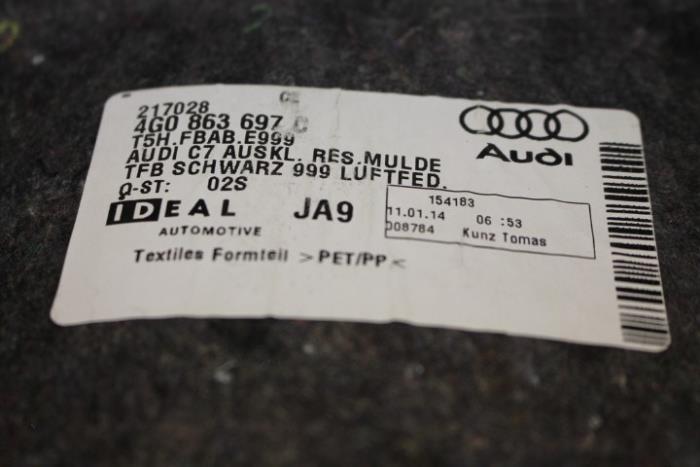 217028
4G0 863 697 C
T5H.FBAB.E999
AUDI C7 AUSKL. RES.MULDE
TFB SCHWARZ 999 LUFTFED.
Q-ST: 02S
IDEAL
AUTOMOTIVE
JA9
Textiles Formteil >PET/PP<
Audi
154183
11.01.14 06:53
008784 Kunz Tomas